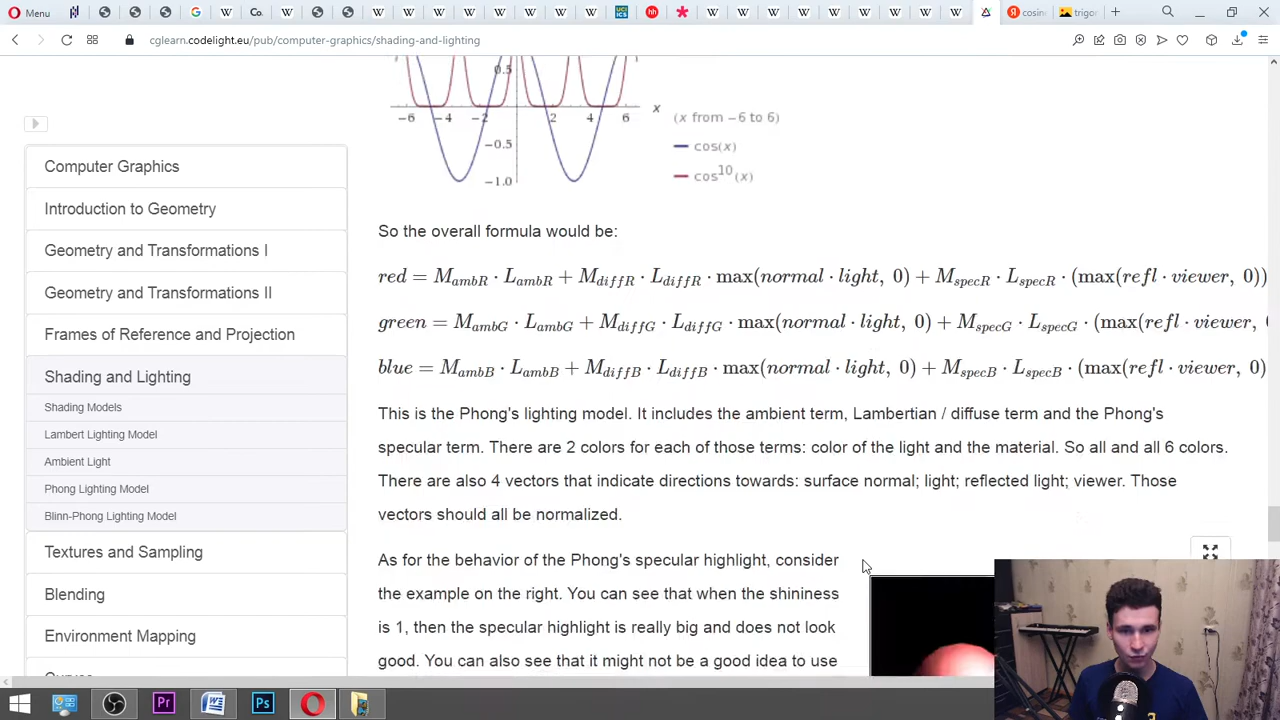 Menu
Co.
UCI
ICS
hh
cosine
trigor
cglearn.codelight.eu/pub/computer-graphics/shading-and-lighting
Computer Graphics
Introduction to Geometry
Geometry and Transformations I
Geometry and Transformations II
Frames of Reference and Projection
Shading and Lighting
Shading Models
Lambert Lighting Model
Ambient Light
Phong Lighting Model
Blinn-Phong Lighting Model
Textures and Sampling
Blending
Environment Mapping
0.5
-6 -4 -2 2 4 6 x
-0.5
-1.0
(x from −6 to 6)
cos(x)
cos^10(x)
So the overall formula would be:
red = M_ambR · L_ambR + M_diffR · L_diffR · max(normal · light, 0) + M_specR · L_specR · (max(refl · viewer, 0))
green = M_ambG · L_ambG + M_diffG · L_diffG · max(normal · light, 0) + M_specG · L_specG · (max(refl · viewer, 0
blue = M_ambB · L_ambB + M_diffB · L_diffB · max(normal · light, 0) + M_specB · L_specB · (max(refl · viewer, 0)
This is the Phong's lighting model. It includes the ambient term, Lambertian / diffuse term and the Phong's
specular term. There are 2 colors for each of those terms: color of the light and the material. So all and all 6 colors.
There are also 4 vectors that indicate directions towards: surface normal; light; reflected light; viewer. Those
vectors should all be normalized.
As for the behavior of the Phong's specular highlight, consider
the example on the right. You can see that when the shininess
is 1, then the specular highlight is really big and does not look
good. You can also see that it might not be a good idea to use
Pr
W
Ps